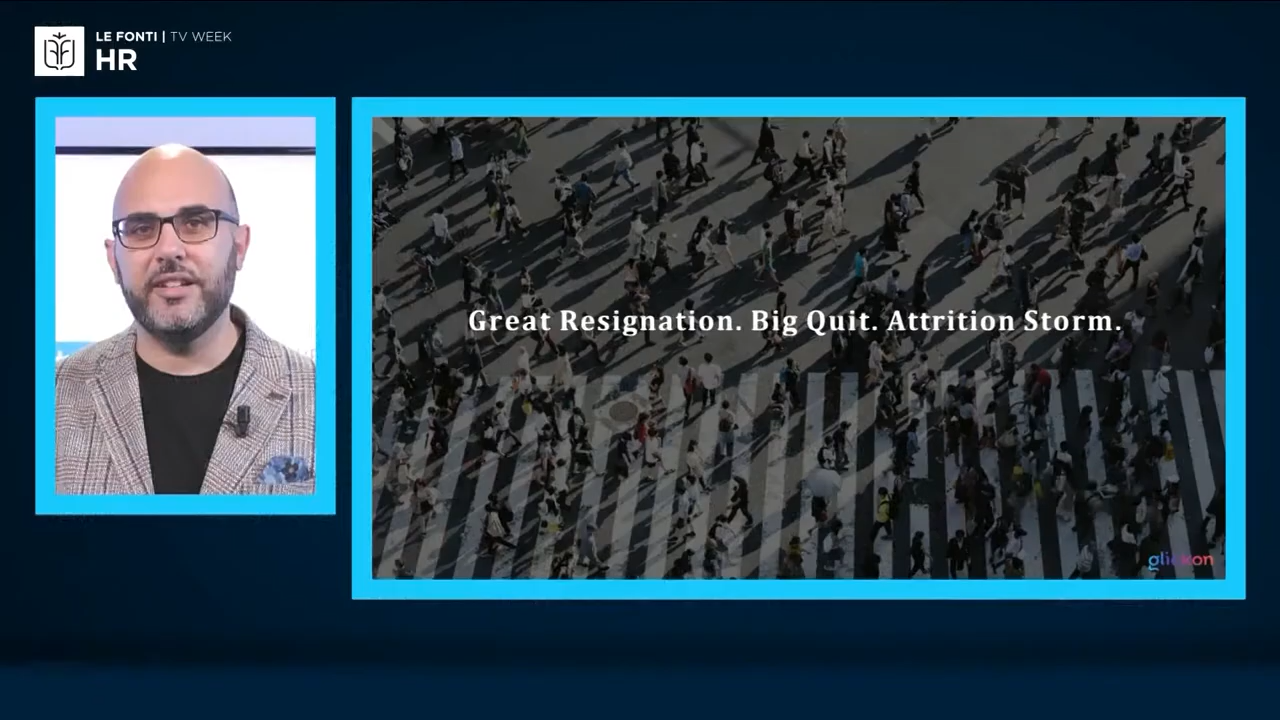 LE FONTI | TV WEEK
HR
Great Resignation. Big Quit. Attrition Storm.
glickon